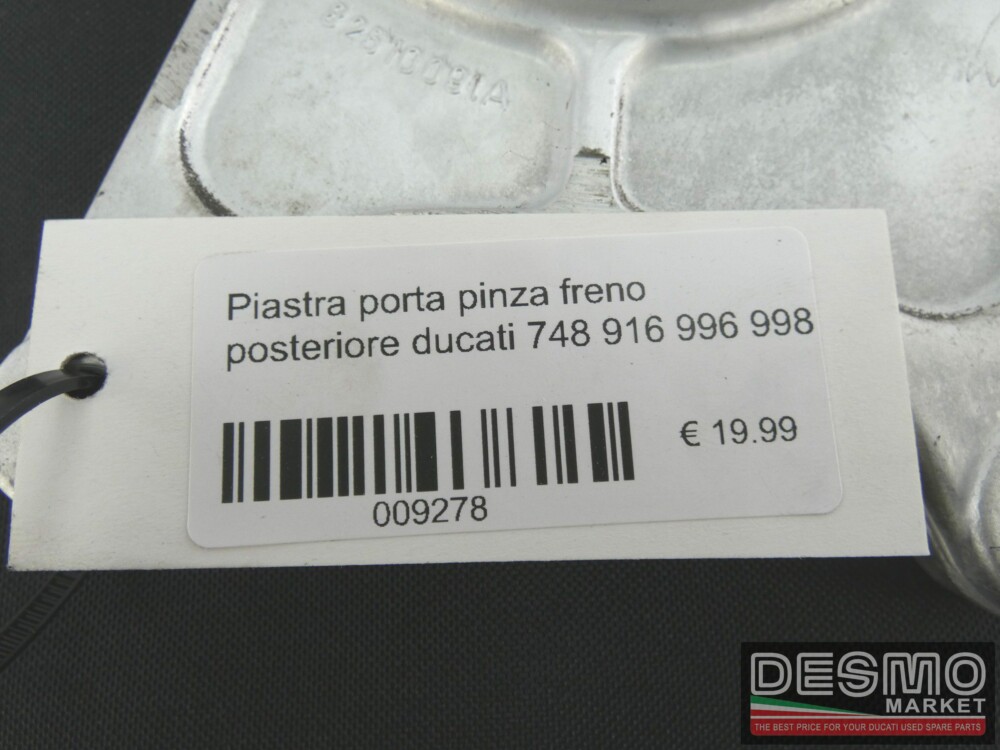 82510091A
Piastra porta pinza freno
posteriore ducati 748 916 996 998
€ 19.99
009278
DESMO
MARKET
THE BEST PRICE FOR YOUR DUCATI USED SPARE PARTS